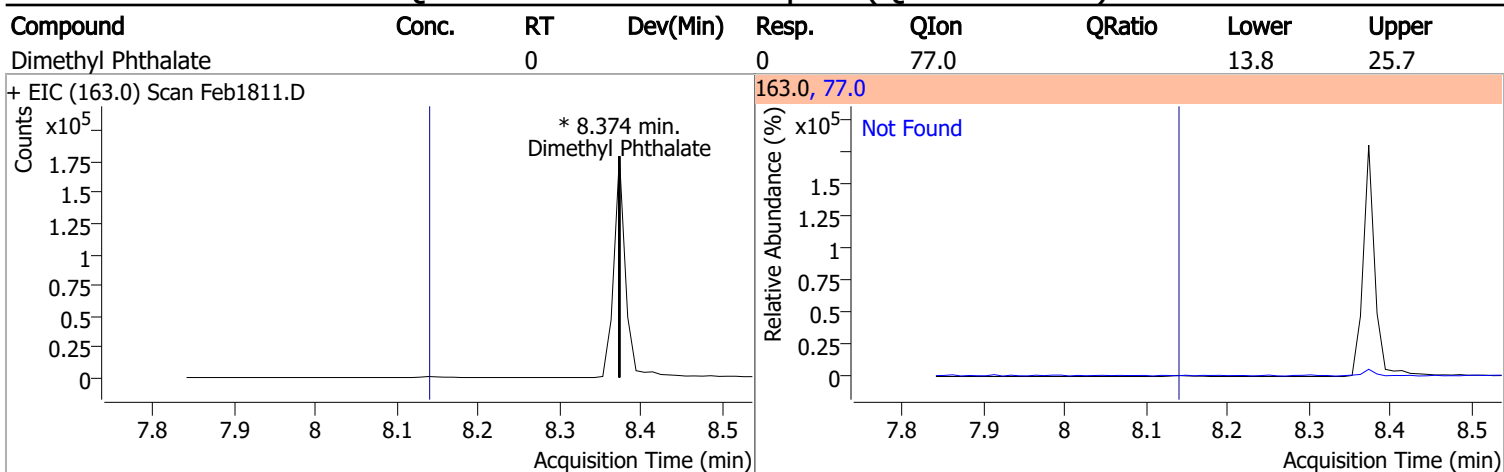 Compound Conc. RT Dev(Min) Resp. QIon QRatio Lower Upper
Dimethyl Phthalate 0 0 77.0 13.8 25.7
+ EIC (163.0) Scan Feb1811.D
Counts
x10⁵
1.75
1.5
1.25
1
0.75
0.5
0.25
0
* 8.374 min.
Dimethyl Phthalate
7.8 7.9 8 8.1 8.2 8.3 8.4 8.5
Acquisition Time (min)
163.0, 77.0
Relative Abundance (%)
x10⁵
Not Found
1.5
1.25
1
0.75
0.5
0.25
0
7.8 7.9 8 8.1 8.2 8.3 8.4 8.5
Acquisition Time (min)